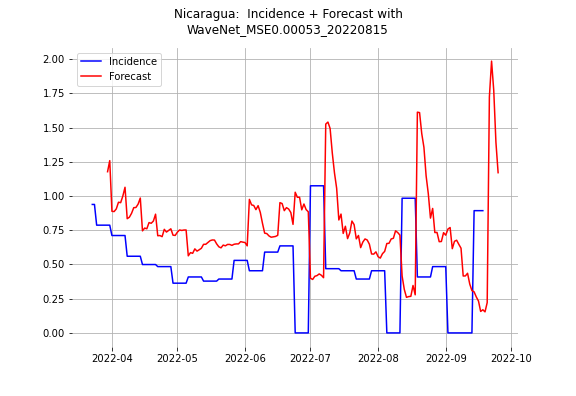 Nicaragua:  Incidence + Forecast with
WaveNet_MSE0.00053_20220815
Incidence
Forecast
2.00
1.75
1.50
1.25
1.00
0.75
0.50
0.25
0.00
2022-04 2022-05 2022-06 2022-07 2022-08 2022-09 2022-10